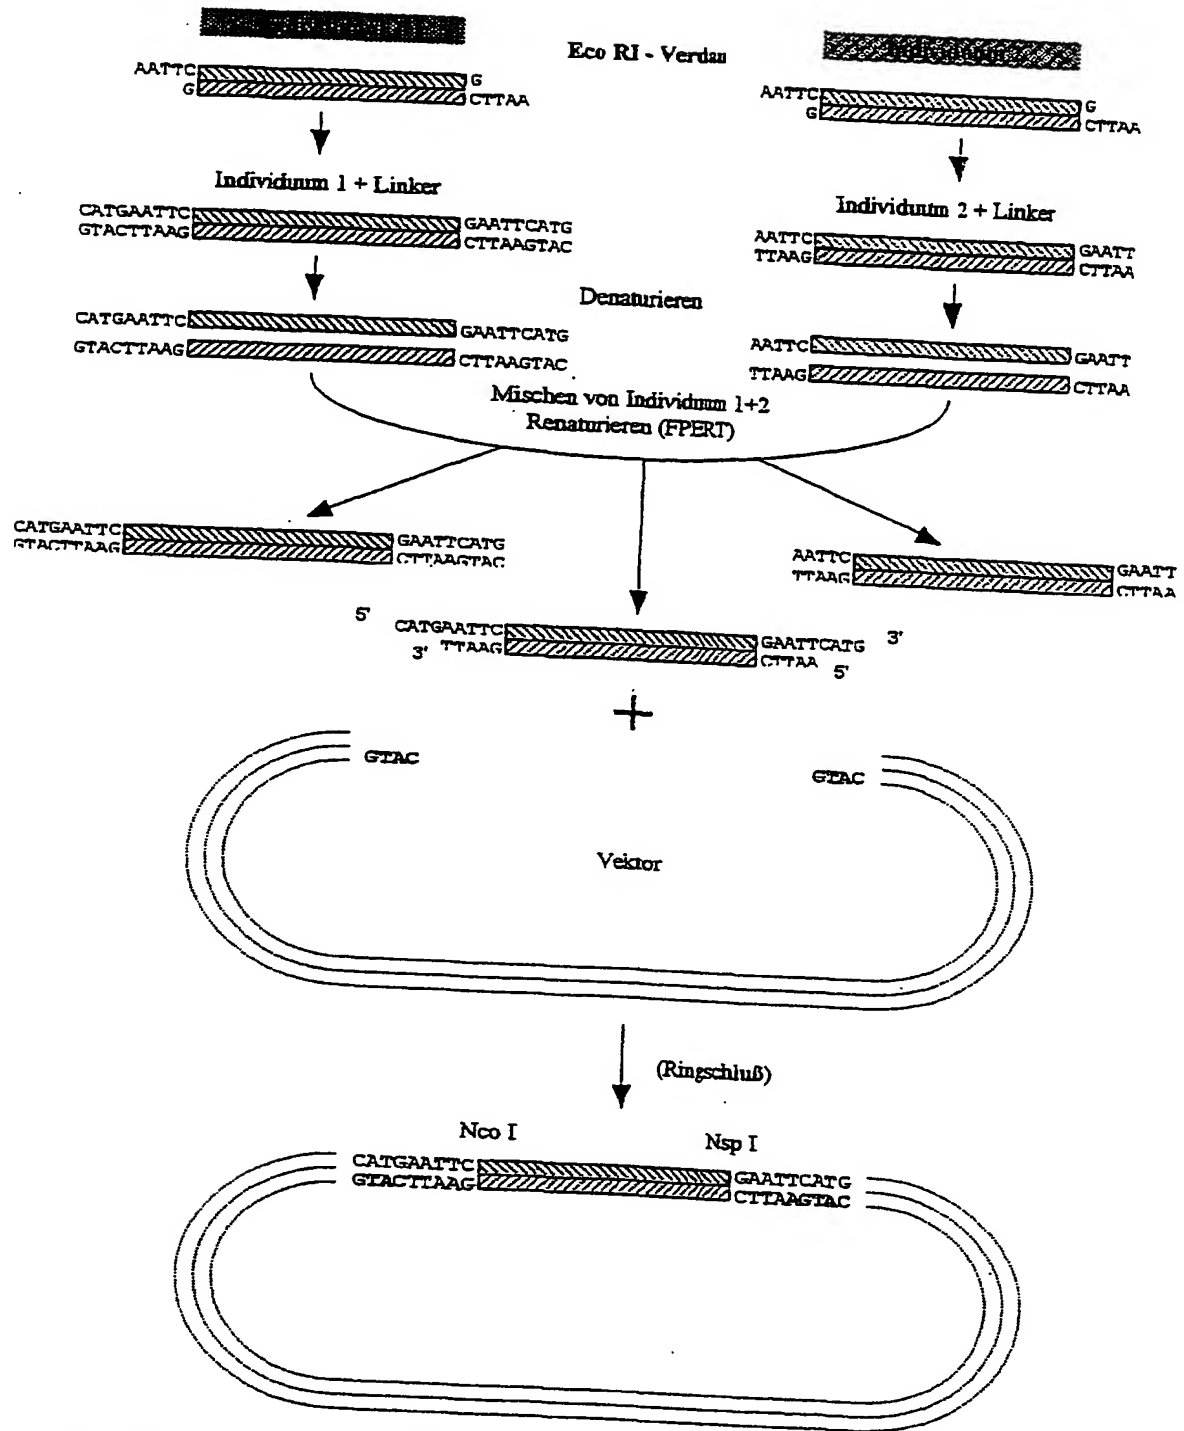 Eco RI - Verdau
Individuum
AATTC G
G CTTAA
AATTC G
G CTTAA
Individuum 1 + Linker
CATGAATTC GAATTCATG
GTACTTAAG CTTAAGTAC
Individuum 2 + Linker
AATTC GAATT
TTAAG CTTAA
Denaturieren
CATGAATTC GAATTCATG
GTACTTAAG CTTAAGTAC
AATTC GAATT
TTAAG CTTAA
Mischen von Individuum 1+2
Renaturieren (FPERT)
CATGAATTC GAATTCATG
GTACTTAAG CTTAAGTAC
AATTC GAATT
TTAAG CTTAA
5' CATGAATTC GAATTCATG 3'
3' TTAAG CTTAA 5'
+
GTAC GTAC
Vektor
(Ringschluß)
Nco I Nsp I
CATGAATTC GAATTCATG
GTACTTAAG CTTAAGTAC